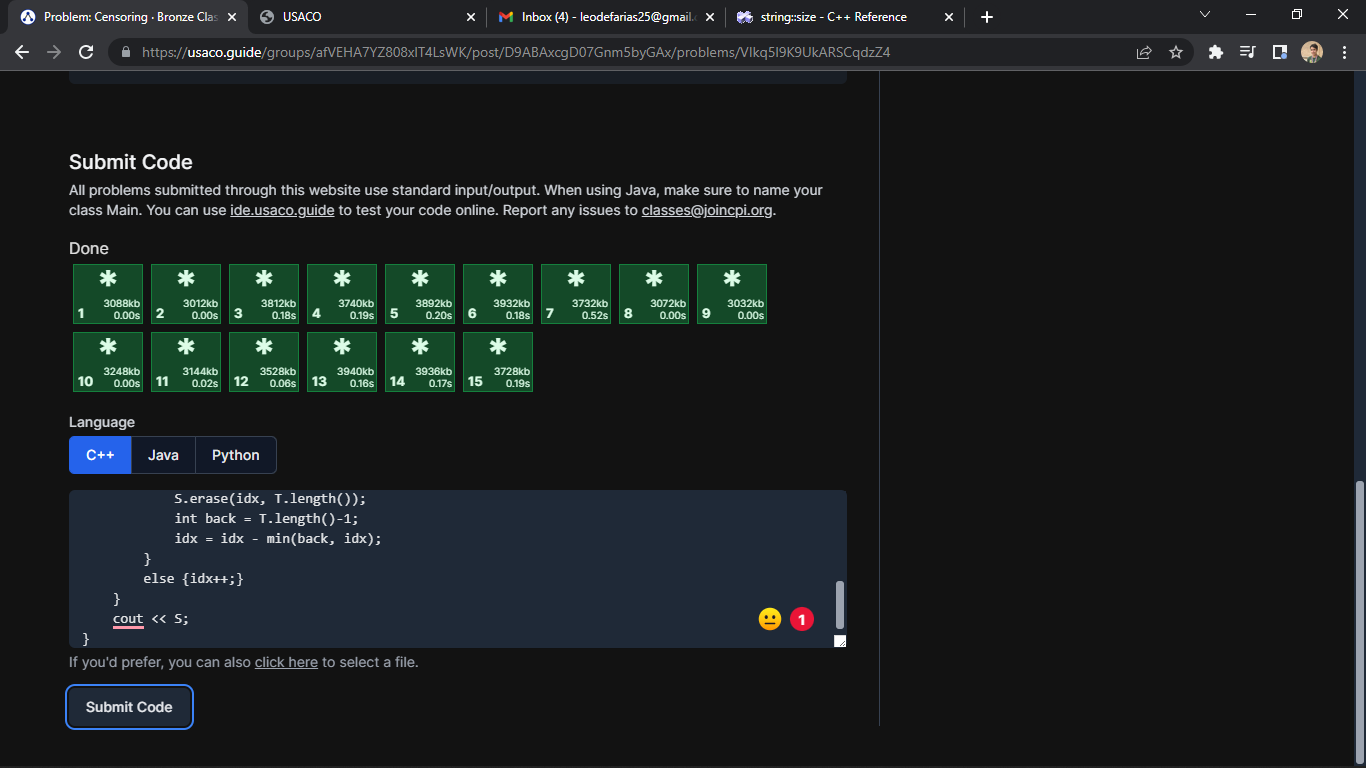 Problem: Censoring · Bronze Clas
USACO
Inbox (4) - leodefarias25@gmail.c
string::size - C++ Reference
https://usaco.guide/groups/afVEHA7YZ808xIT4LsWK/post/D9ABAxcgD07Gnm5byGAx/problems/VIkq5I9K9UkARSCqdzZ4
Submit Code
All problems submitted through this website use standard input/output. When using Java, make sure to name your
class Main. You can use ide.usaco.guide to test your code online. Report any issues to classes@joincpi.org.
Done
* * * * * * * * *
3088kb 3012kb 3812kb 3740kb 3892kb 3932kb 3732kb 3072kb 3032kb
1 0.00s 2 0.00s 3 0.18s 4 0.19s 5 0.20s 6 0.18s 7 0.52s 8 0.00s 9 0.00s
* * * * * *
3248kb 3144kb 3528kb 3940kb 3936kb 3728kb
10 0.00s 11 0.02s 12 0.06s 13 0.16s 14 0.17s 15 0.19s
Language
C++ Java Python
S.erase(idx, T.length());
int back = T.length()-1;
idx = idx - min(back, idx);
}
else {idx++;}
}
cout << S;
1
}
If you'd prefer, you can also click here to select a file.
Submit Code